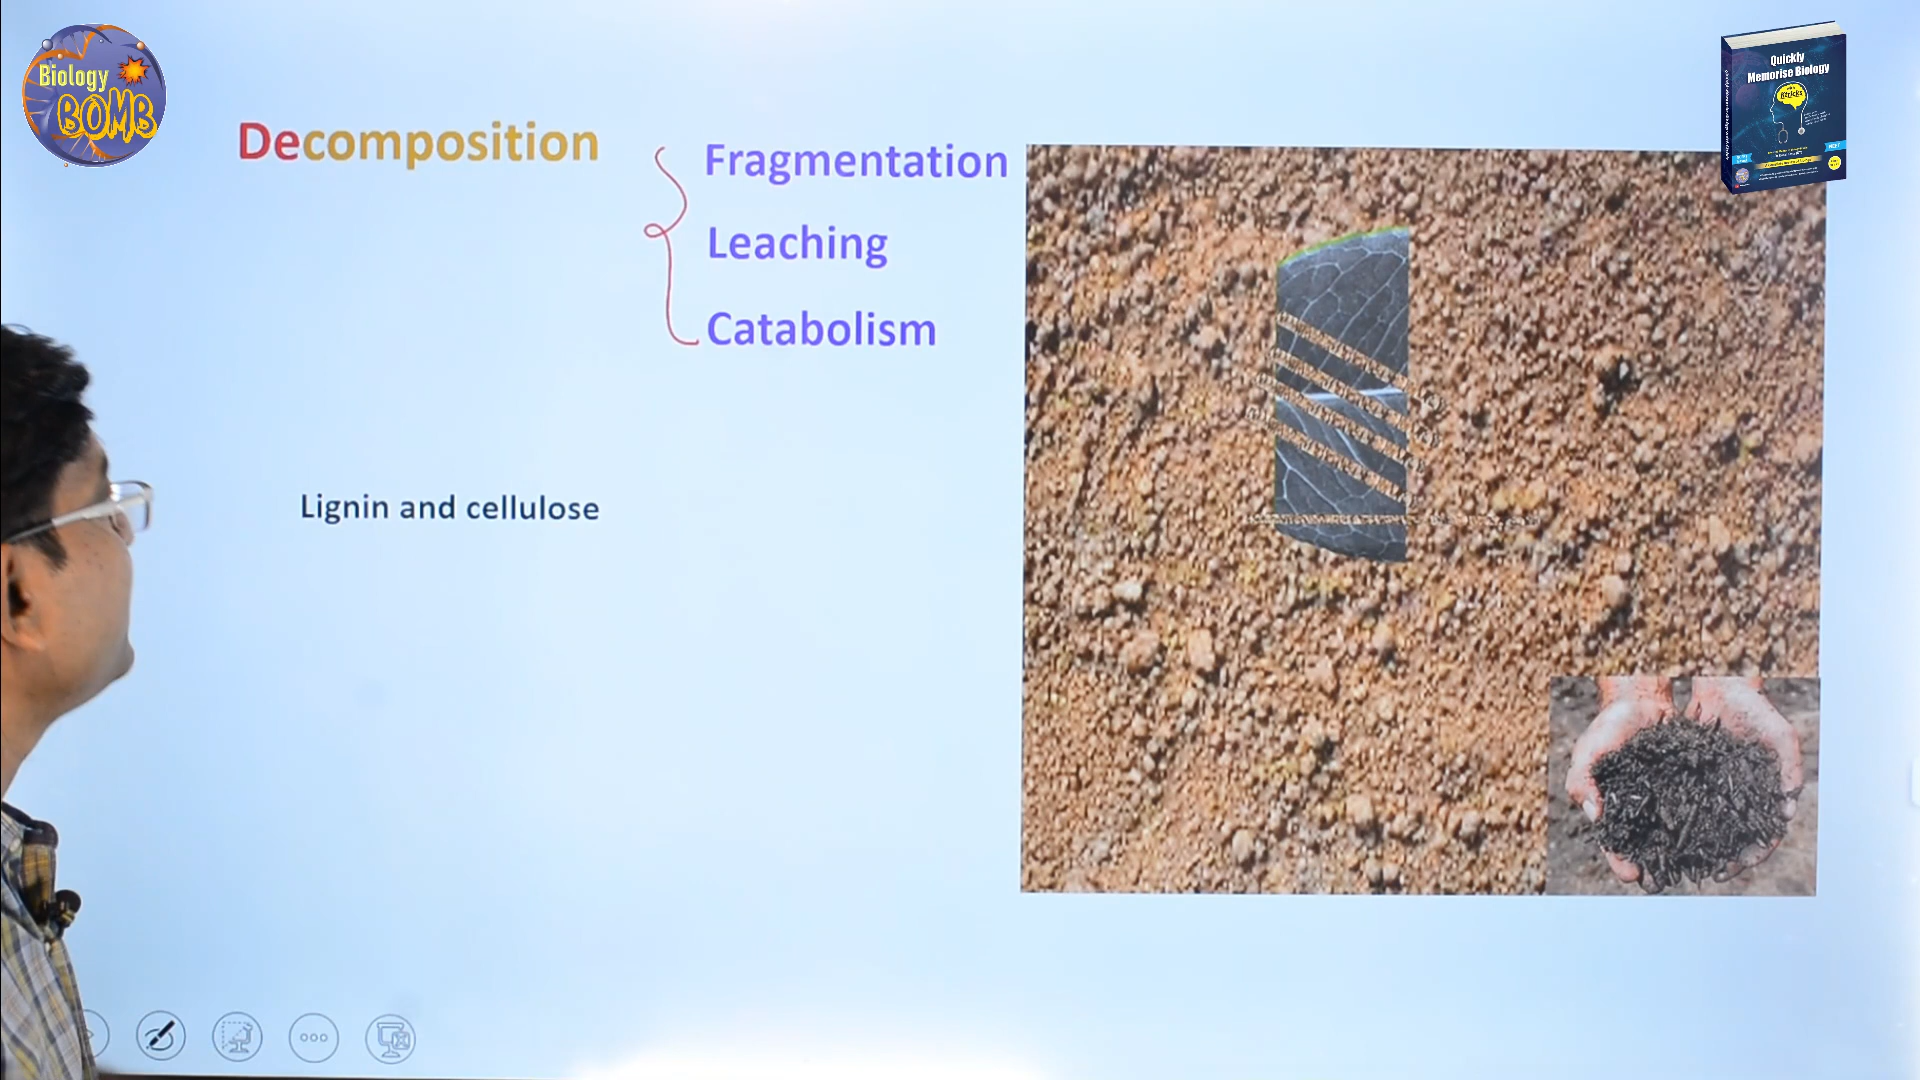 Biology
BOMB
Decomposition
Fragmentation
Leaching
Catabolism
Lignin and cellulose
Quickly
Memorise Biology